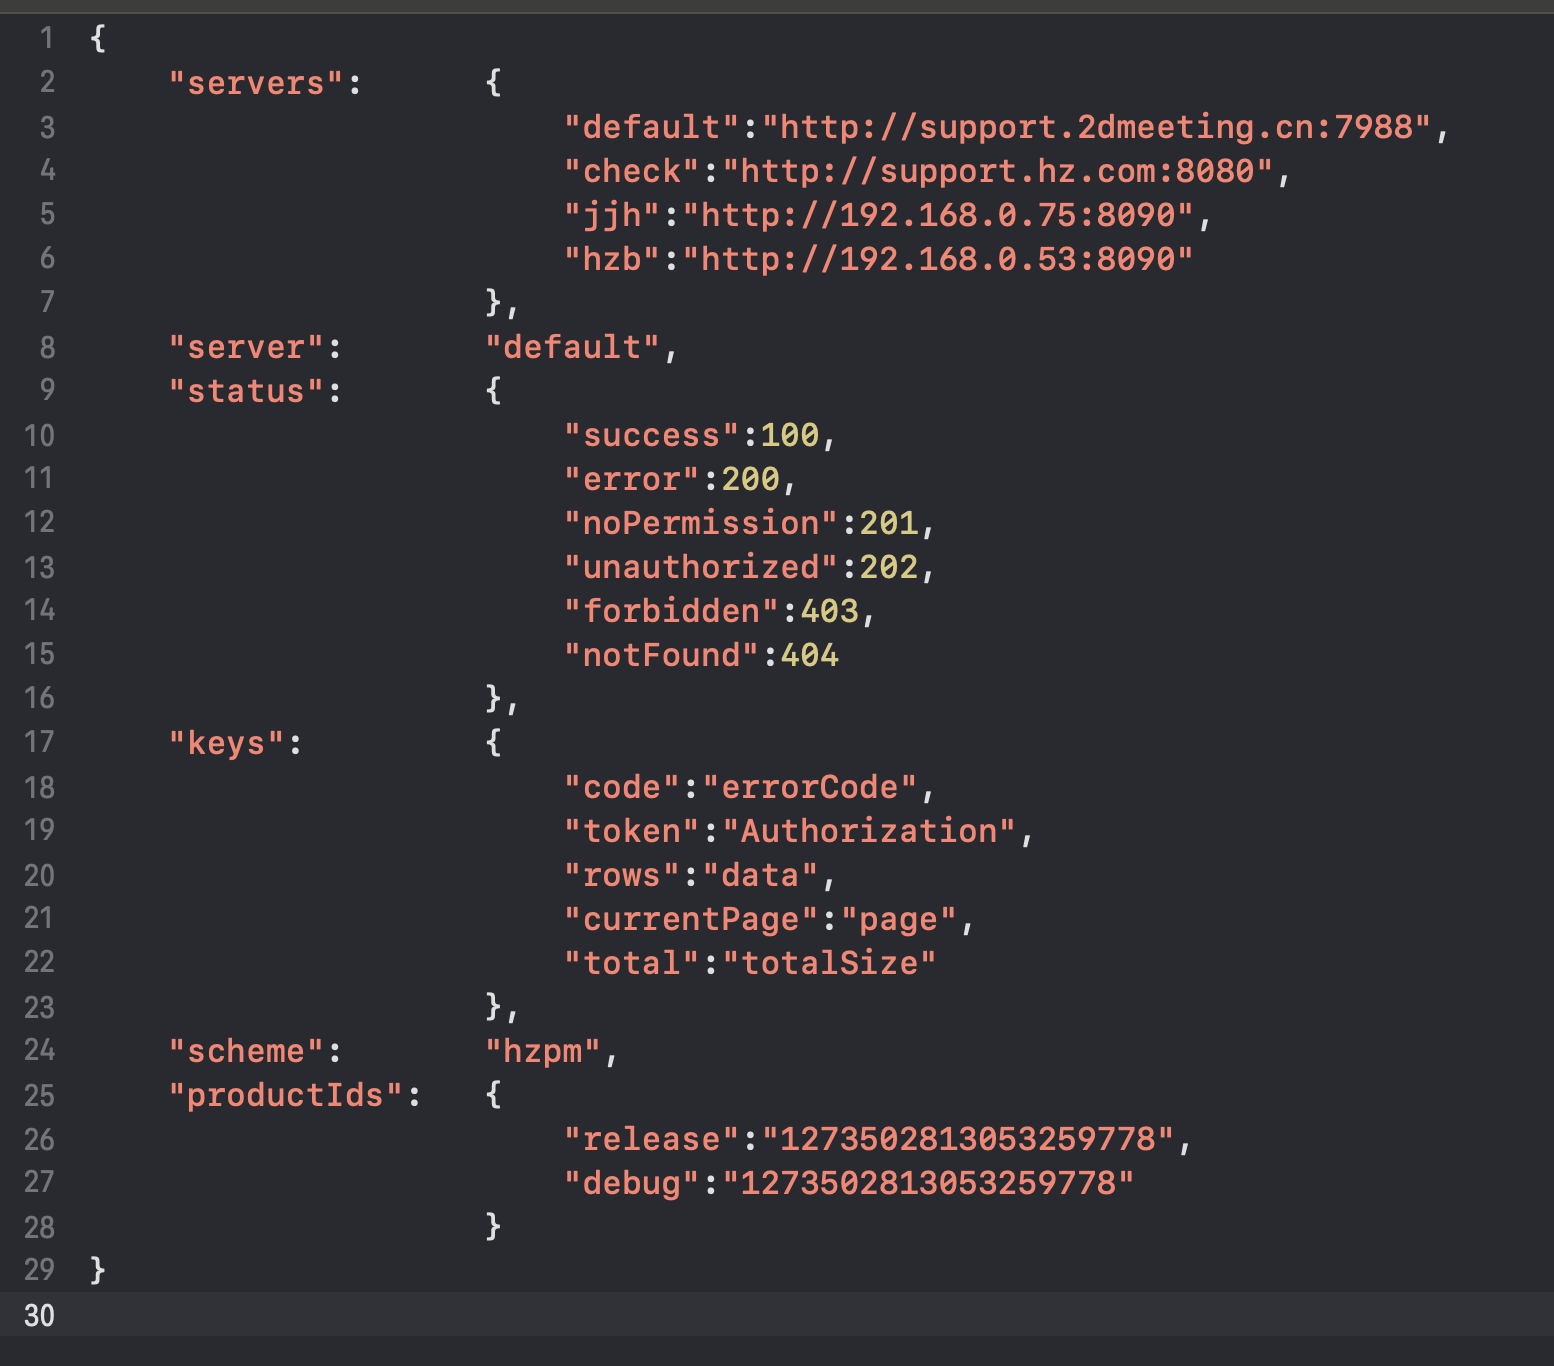 1 {
2 "servers": {
3 "default":"http://support.2dmeeting.cn:7988",
4 "check":"http://support.hz.com:8080",
5 "jjh":"http://192.168.0.75:8090",
6 "hzb":"http://192.168.0.53:8090"
7 },
8 "server": "default",
9 "status": {
10 "success":100,
11 "error":200,
12 "noPermission":201,
13 "unauthorized":202,
14 "forbidden":403,
15 "notFound":404
16 },
17 "keys": {
18 "code":"errorCode",
19 "token":"Authorization",
20 "rows":"data",
21 "currentPage":"page",
22 "total":"totalSize"
23 },
24 "scheme": "hzpm",
25 "productIds": {
26 "release":"1273502813053259778",
27 "debug":"1273502813053259778"
28 }
29 }
30